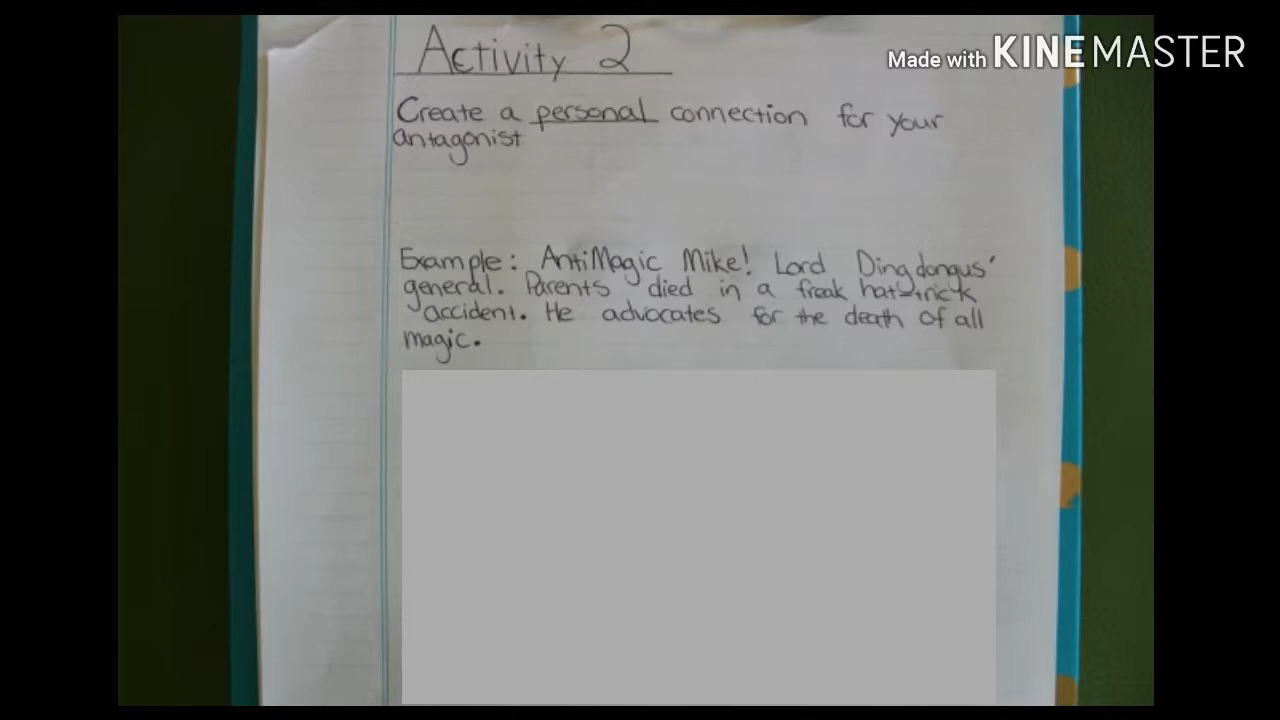 Made with KINEMASTER
Activity 2
Create a personal connection for your
antagonist
Example: AntiMagic Mike! Lord Dingdongus'
general. Parents died in a freak hat-trick
accident. He advocates for the death of all
magic.